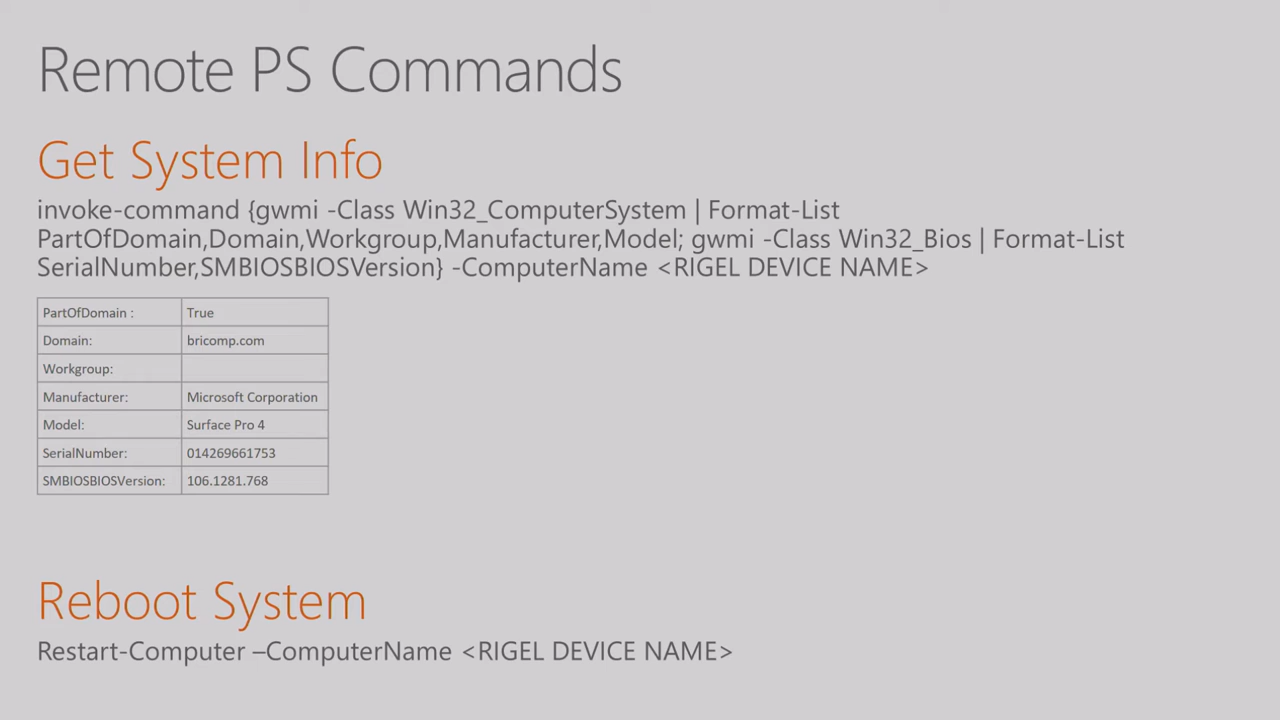 Remote PS Commands
Get System Info
invoke-command {gwmi -Class Win32_ComputerSystem | Format-List
PartOfDomain,Domain,Workgroup,Manufacturer,Model; gwmi -Class Win32_Bios | Format-List
SerialNumber,SMBIOSBIOSVersion} -ComputerName <RIGEL DEVICE NAME>
PartOfDomain : True
Domain: bricomp.com
Workgroup:
Manufacturer: Microsoft Corporation
Model: Surface Pro 4
SerialNumber: 014269661753
SMBIOSBIOSVersion: 106.1281.768
Reboot System
Restart-Computer –ComputerName <RIGEL DEVICE NAME>